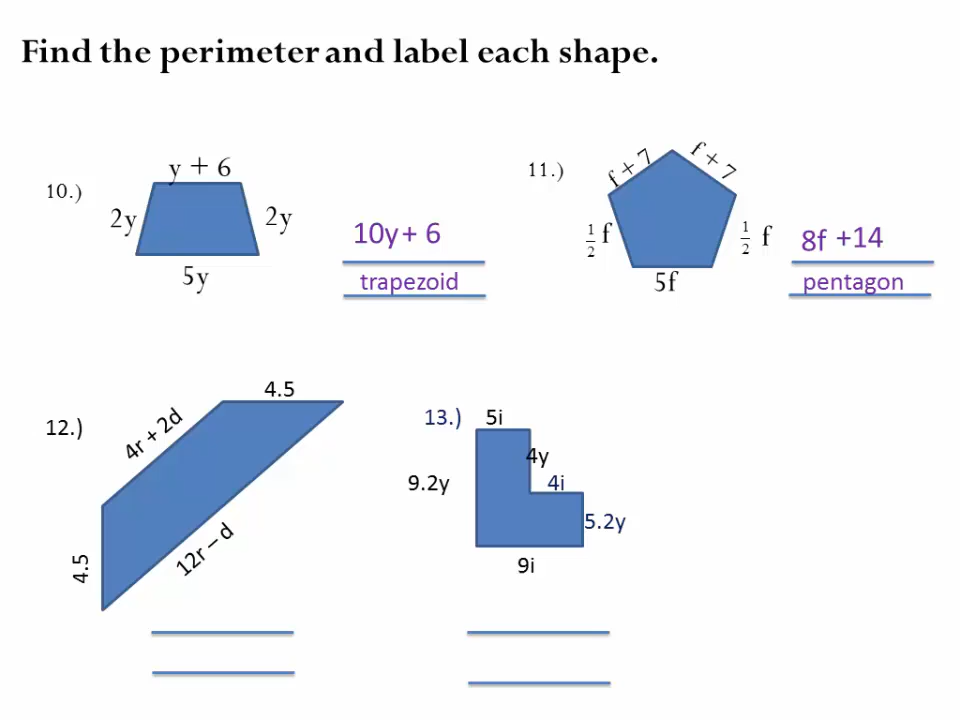 Find the perimeter and label each shape.
10.)
y + 6
2y
2y
5y
10y + 6
trapezoid
11.)
f + 7
f + 7
1/2 f
1/2 f
5f
8f +14
pentagon
12.)
4.5
4r + 2d
4.5
12r – d
13.)
5i
4y
9.2y
4i
5.2y
9i